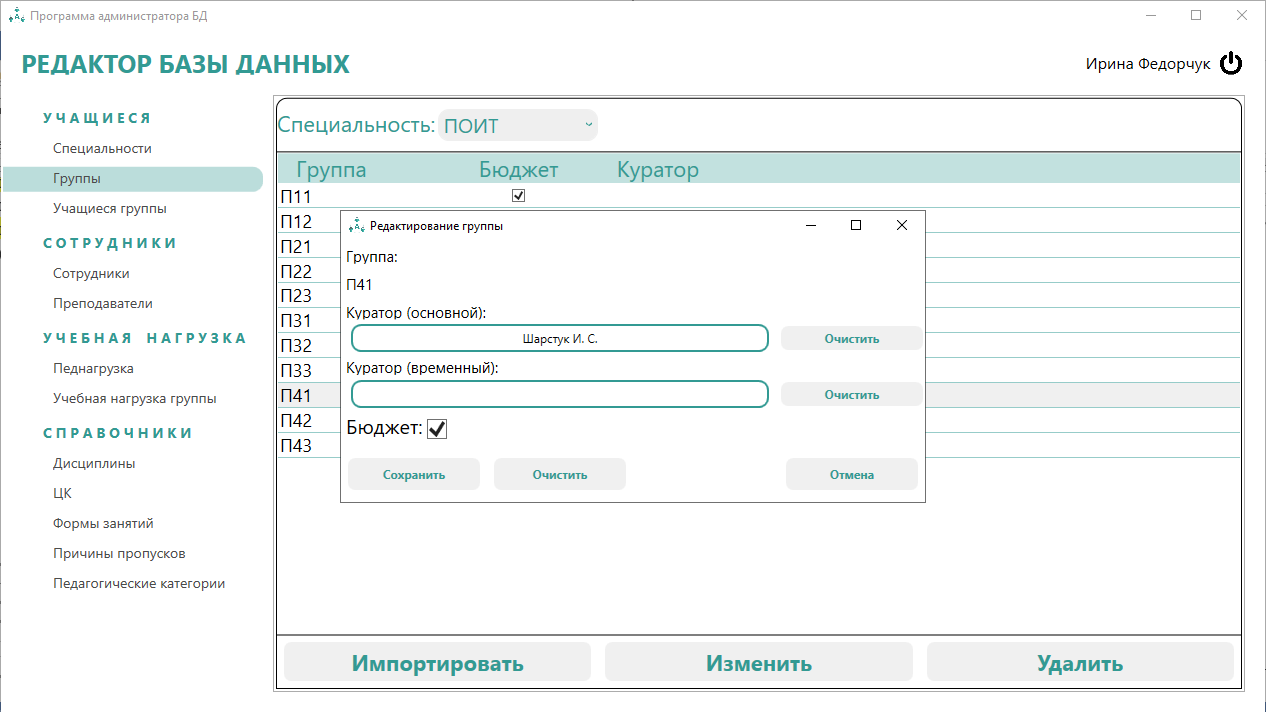 Программа администратора БД
РЕДАКТОР БАЗЫ ДАННЫХ
Ирина Федорчук
УЧАЩИЕСЯ
Специальности
Группы
Учащиеся группы
СОТРУДНИКИ
Сотрудники
Преподаватели
УЧЕБНАЯ НАГРУЗКА
Педнагрузка
Учебная нагрузка группы
СПРАВОЧНИКИ
Дисциплины
ЦК
Формы занятий
Причины пропусков
Педагогические категории
Специальность: ПОИТ
Группа Бюджет Куратор
П11
П12
П21
П22
П23
П31
П32
П33
П41
П42
П43
Редактирование группы
Группа:
П41
Куратор (основной):
Шарстук И. С. Очистить
Куратор (временный):
Очистить
Бюджет:
Сохранить Очистить Отмена
Импортировать Изменить Удалить